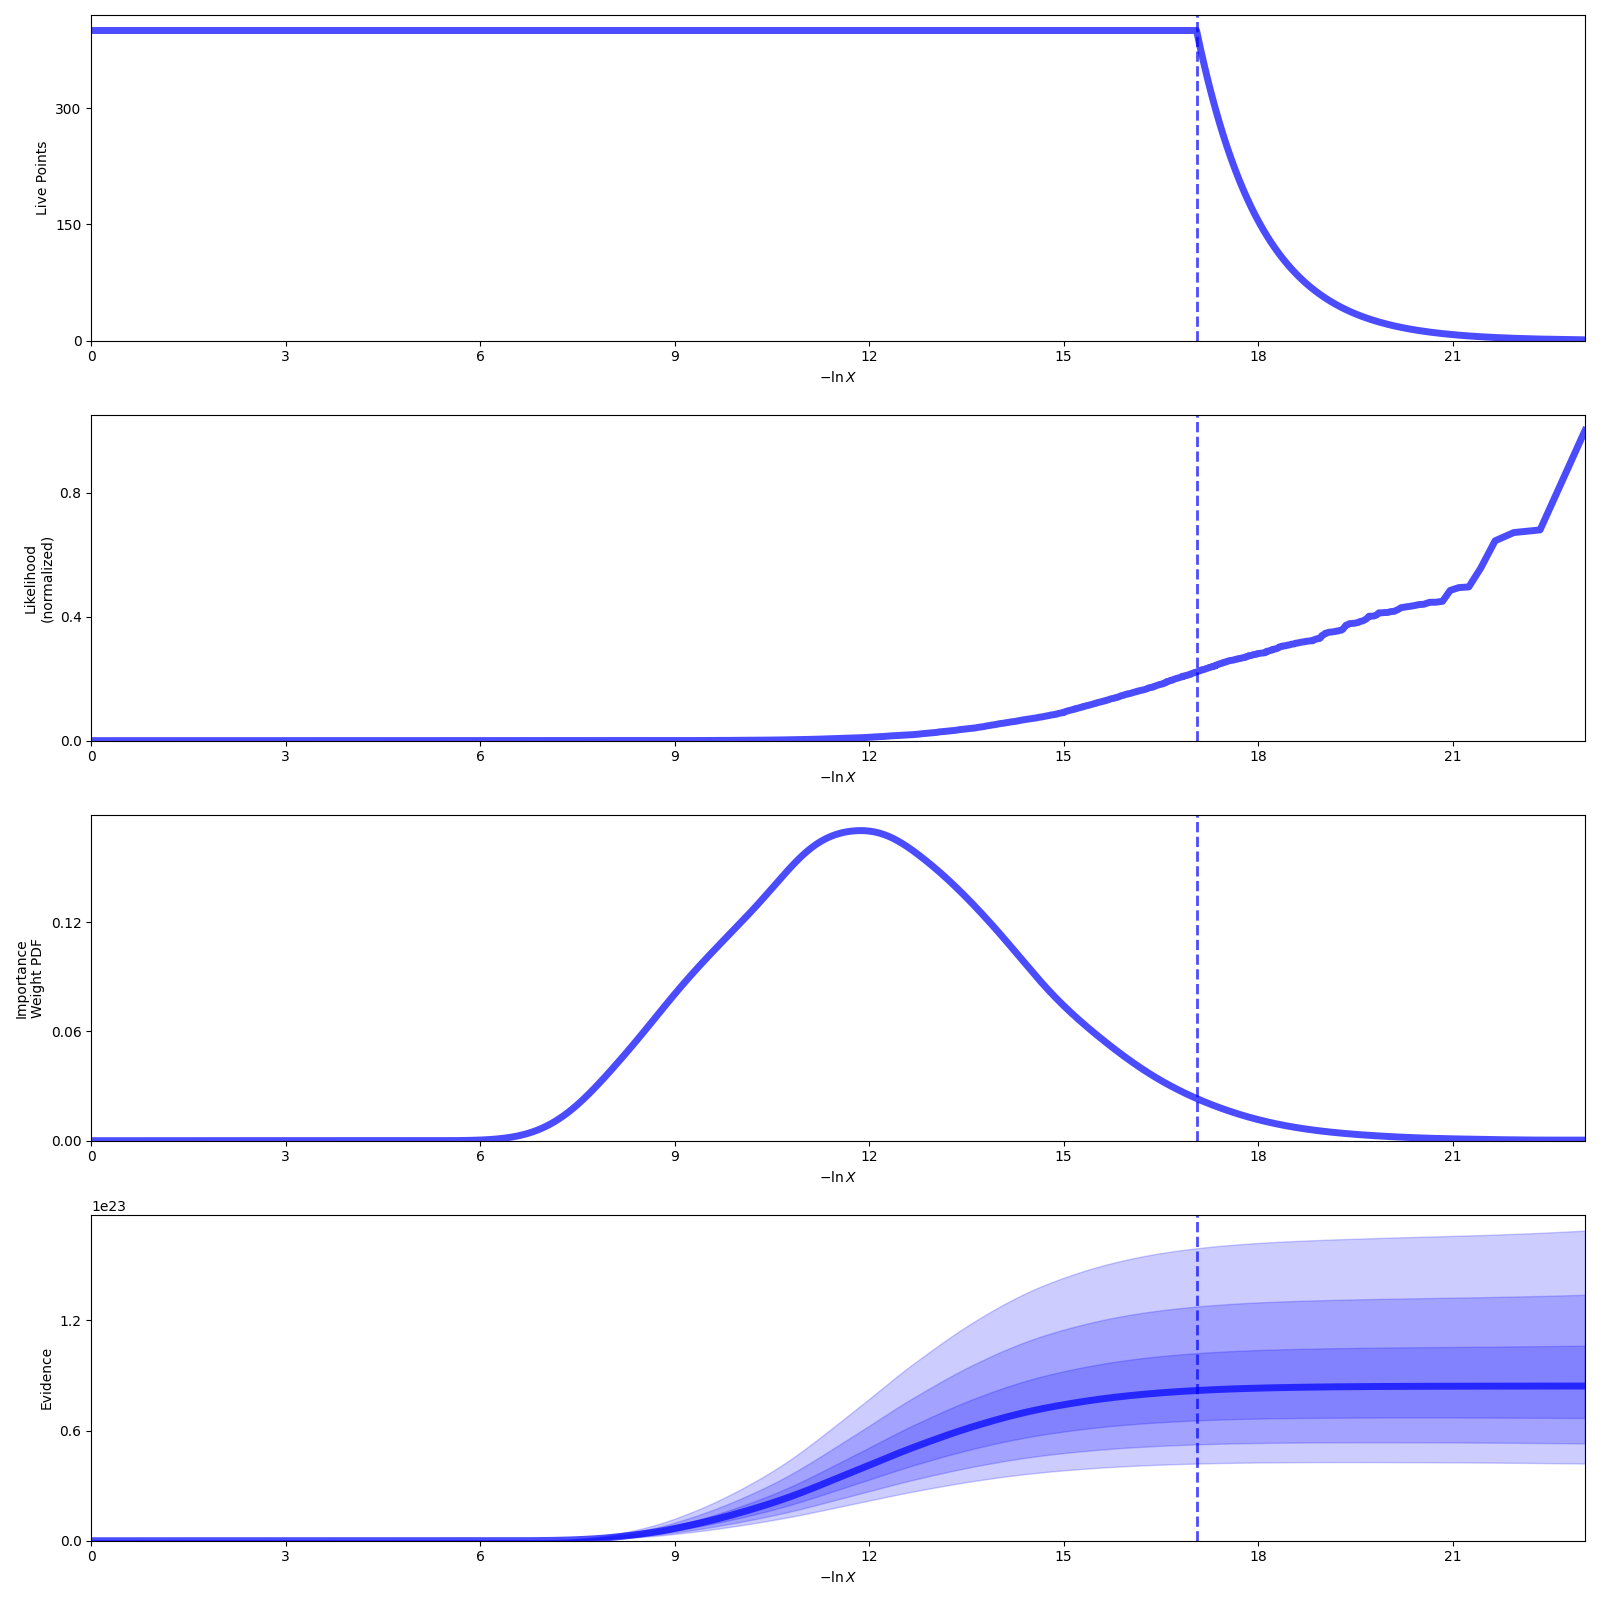 300
150
0
Live Points
0 3 6 9 12 15 18 21
−ln X
0.8
0.4
0.0
Likelihood
(normalized)
0 3 6 9 12 15 18 21
−ln X
0.12
0.06
0.00
Importance
Weight PDF
0 3 6 9 12 15 18 21
−ln X
1e23
1.2
0.6
0.0
Evidence
0 3 6 9 12 15 18 21
−ln X